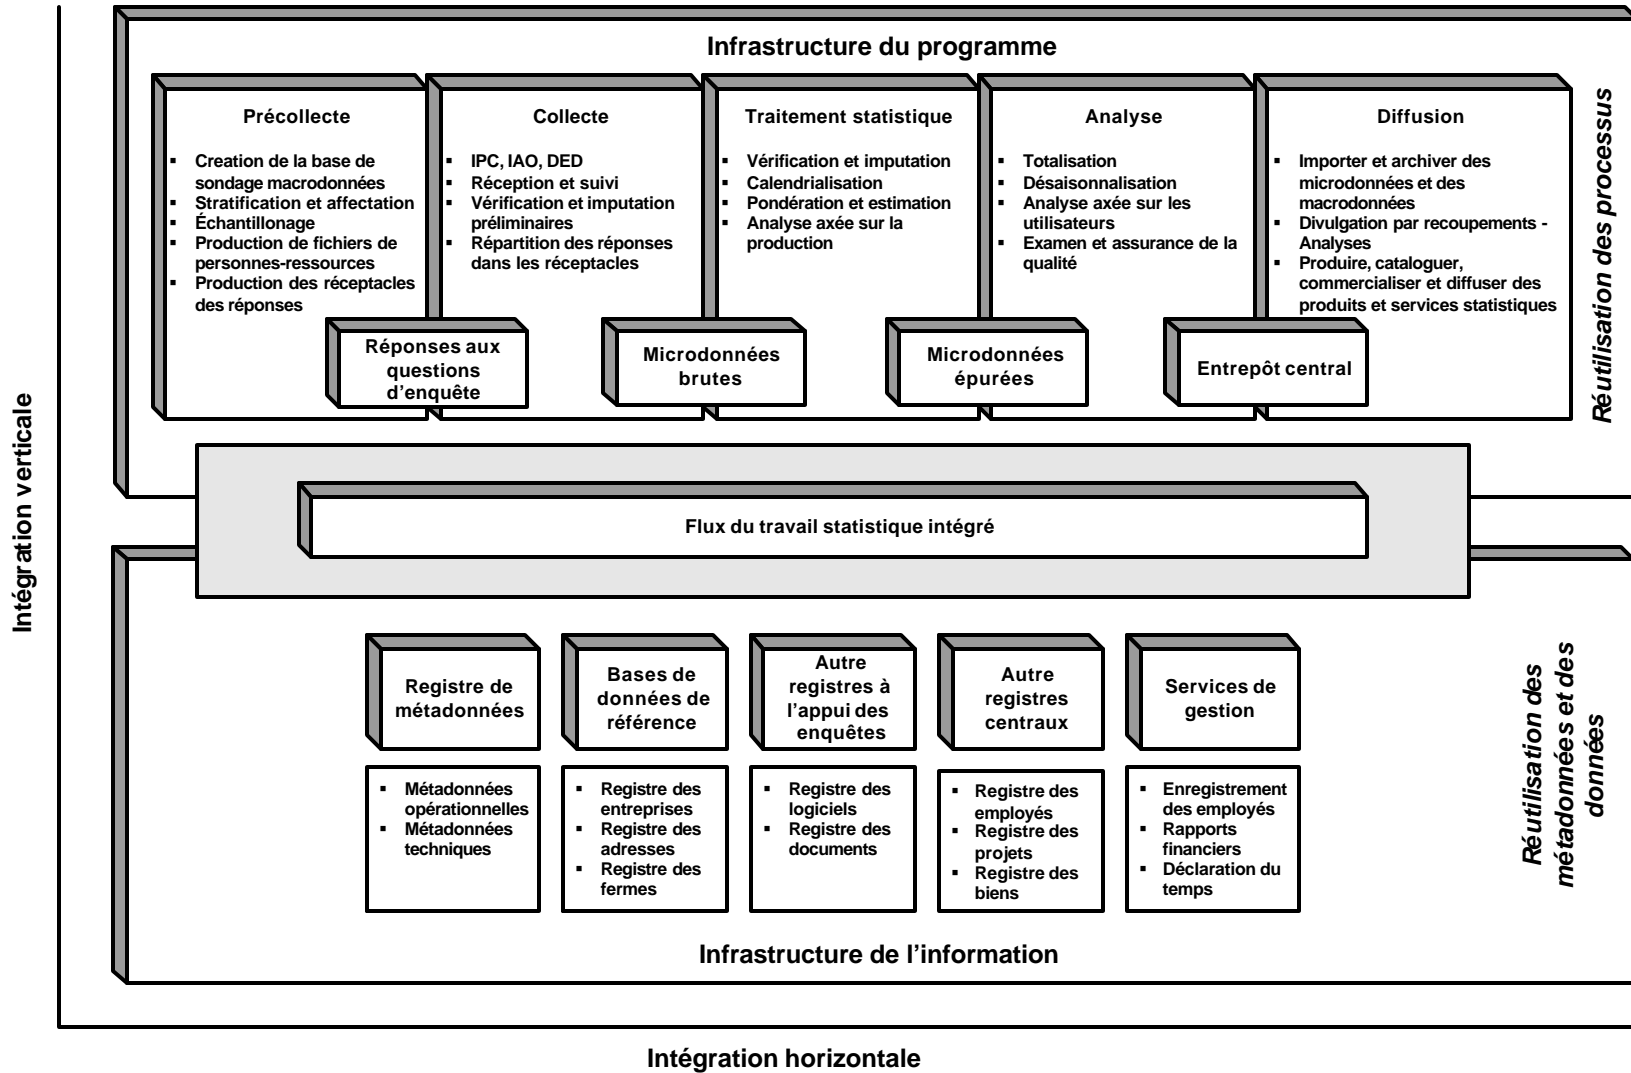 Infrastructure du programme
Précollecte
Creation de la base de
sondage macrodonnées
Stratification et affectation
Échantillonage
Production de fichiers de
personnes-ressources
Production des réceptacles
des réponses
Collecte
IPC, IAO, DED
Réception et suivi
Vérification et imputation
préliminaires
Répartition des réponses
dans les réceptacles
Traitement statistique
Vérification et imputation
Calendrialisation
Pondération et estimation
Analyse axée sur la
production
Analyse
Totalisation
Désaisonnalisation
Analyse axée sur les
utilisateurs
Examen et assurance de la
qualité
Diffusion
Importer et archiver des
microdonnées et des
macrodonnées
Divulgation par recoupements -
Analyses
Produire, cataloguer,
commercialiser et diffuser des
produits et services statistiques
Réutilisation des processus
Réponses aux
questions
d’enquête
Microdonnées
brutes
Microdonnées
épurées
Entrepôt central
Intégration verticale
Flux du travail statistique intégré
Registre de
métadonnées
Bases de
données de
référence
Autre
registres à
l’appui des
enquêtes
Autre
registres
centraux
Services de
gestion
Métadonnées
opérationnelles
Métadonnées
techniques
Registre des
entreprises
Registre des
adresses
Registre des
fermes
Registre des
logiciels
Registre des
documents
Registre des
employés
Registre des
projets
Registre des
biens
Enregistrement
des employés
Rapports
financiers
Déclaration du
temps
Réutilisation des
métadonnées et des
données
Infrastructure de l’information
Intégration horizontale